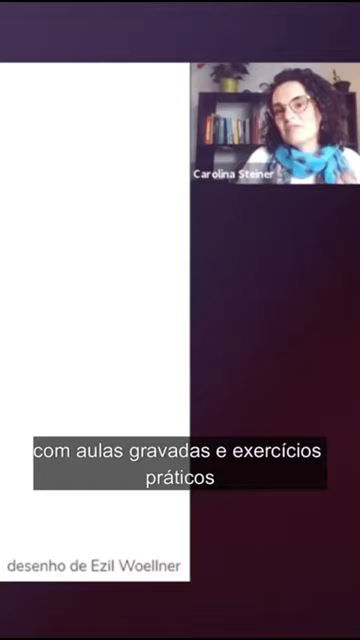 Carolina Steiner
com aulas gravadas e exercícios
práticos
desenho de Ezil Woellner